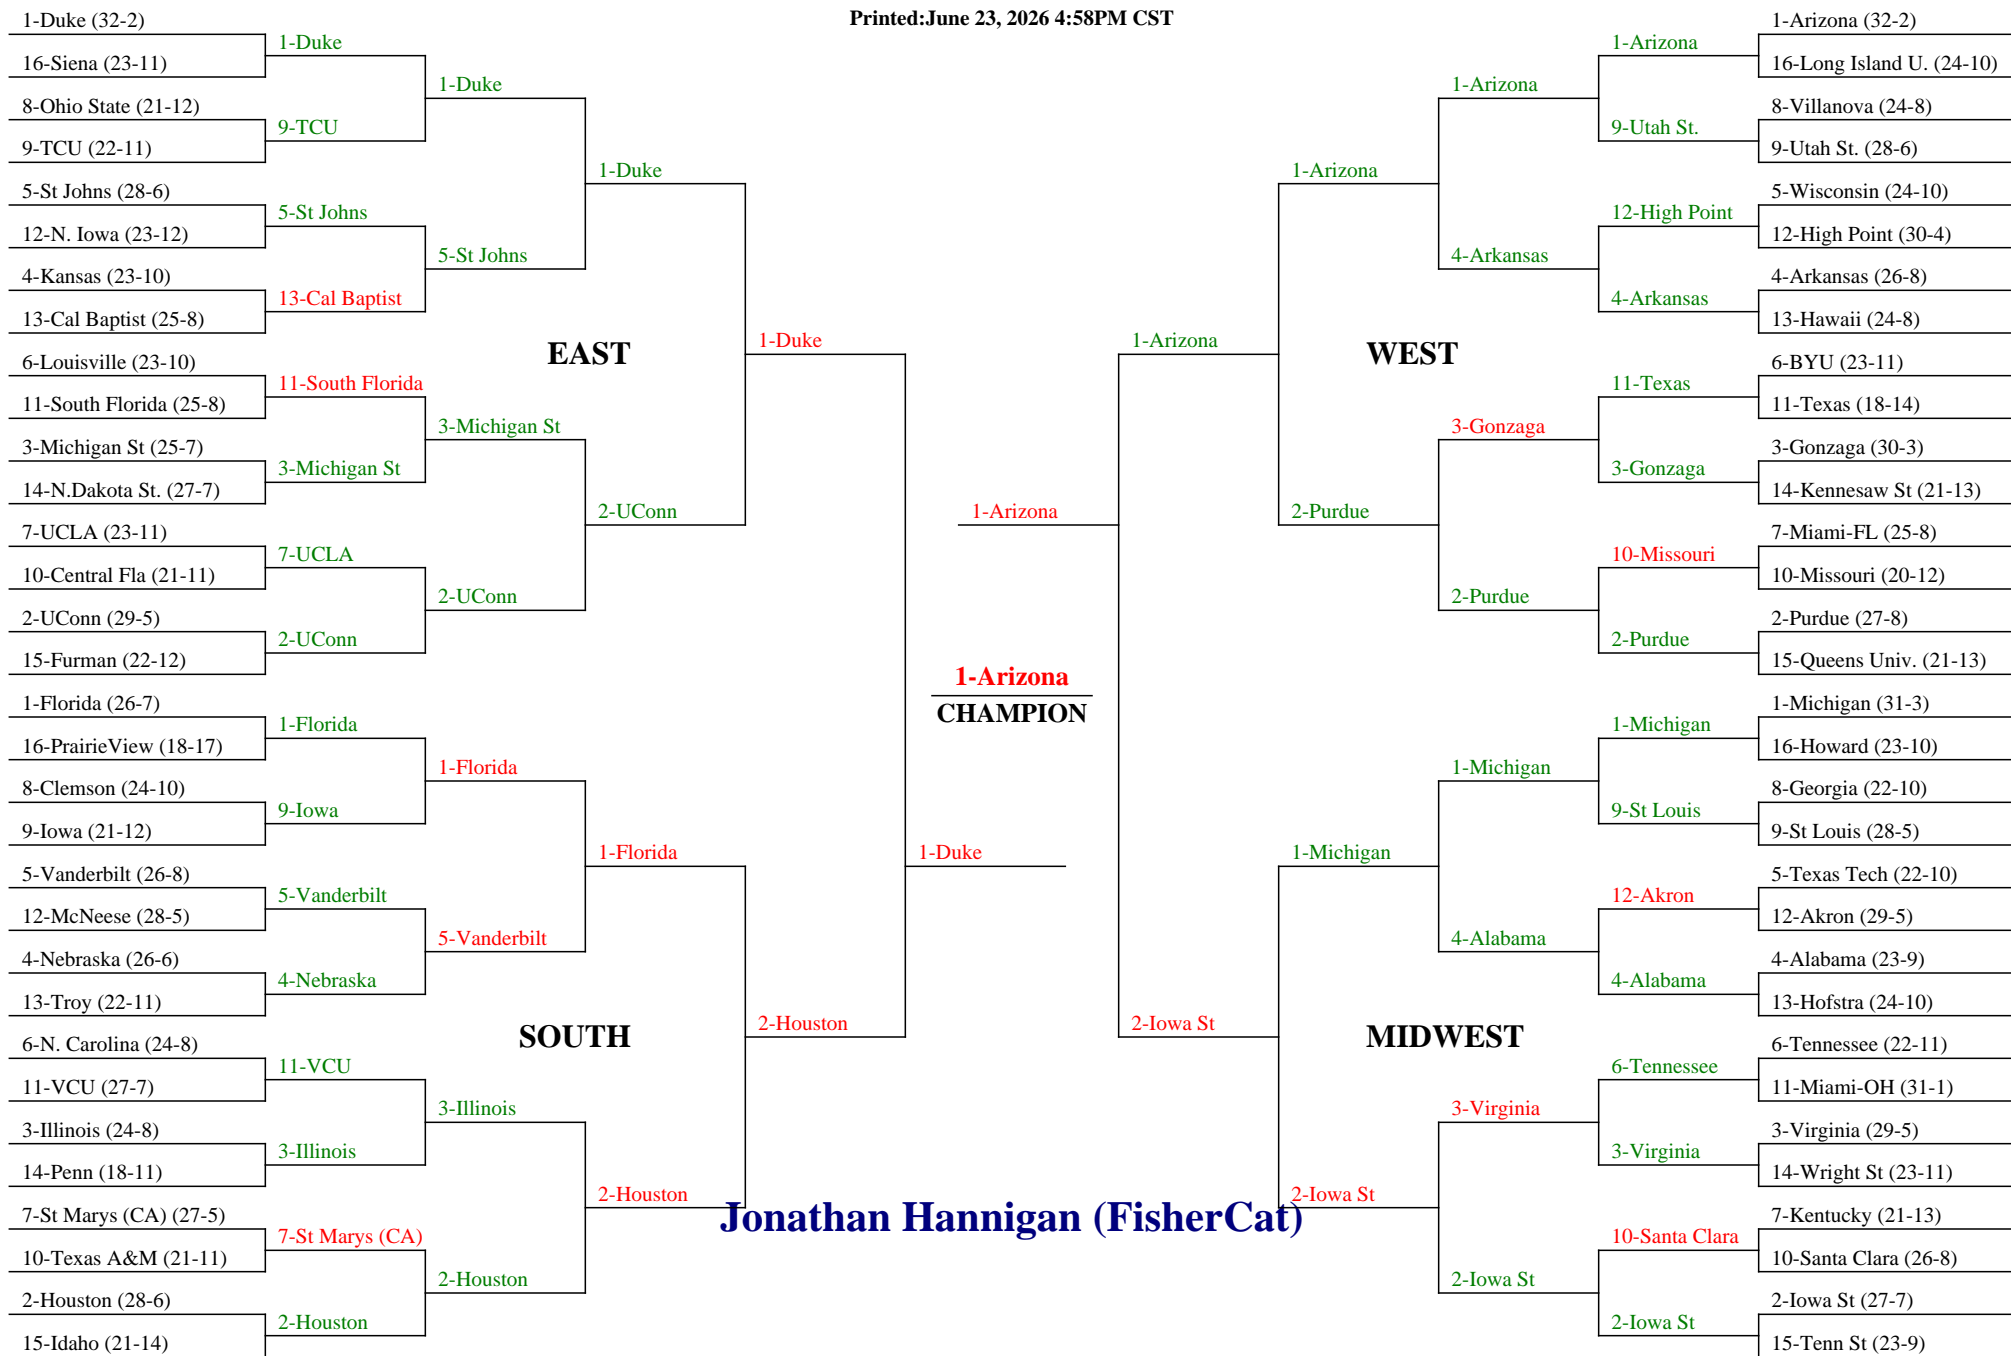 Printed:June 23, 2026 4:58PM CST
1-Duke (32-2)
16-Siena (23-11)
8-Ohio State (21-12)
9-TCU (22-11)
5-St Johns (28-6)
12-N. Iowa (23-12)
4-Kansas (23-10)
13-Cal Baptist (25-8)
6-Louisville (23-10)
11-South Florida (25-8)
3-Michigan St (25-7)
14-N.Dakota St. (27-7)
7-UCLA (23-11)
10-Central Fla (21-11)
2-UConn (29-5)
15-Furman (22-12)
1-Florida (26-7)
16-PrairieView (18-17)
8-Clemson (24-10)
9-Iowa (21-12)
5-Vanderbilt (26-8)
12-McNeese (28-5)
4-Nebraska (26-6)
13-Troy (22-11)
6-N. Carolina (24-8)
11-VCU (27-7)
3-Illinois (24-8)
14-Penn (18-11)
7-St Marys (CA) (27-5)
10-Texas A&M (21-11)
2-Houston (28-6)
15-Idaho (21-14)
1-Duke
9-TCU
5-St Johns
13-Cal Baptist
11-South Florida
3-Michigan St
7-UCLA
2-UConn
1-Florida
9-Iowa
5-Vanderbilt
4-Nebraska
11-VCU
3-Illinois
7-St Marys (CA)
2-Houston
1-Duke
5-St Johns
3-Michigan St
2-UConn
1-Florida
5-Vanderbilt
3-Illinois
2-Houston
1-Duke
EAST
2-UConn
1-Florida
SOUTH
2-Houston
1-Duke
2-Houston
1-Duke
1-Arizona
1-Arizona
CHAMPION
Jonathan Hannigan (FisherCat)
1-Arizona
2-Iowa St
1-Arizona
WEST
2-Purdue
1-Michigan
MIDWEST
2-Iowa St
1-Arizona
4-Arkansas
3-Gonzaga
2-Purdue
1-Michigan
4-Alabama
3-Virginia
2-Iowa St
1-Arizona
9-Utah St.
12-High Point
4-Arkansas
11-Texas
3-Gonzaga
10-Missouri
2-Purdue
1-Michigan
9-St Louis
12-Akron
4-Alabama
6-Tennessee
3-Virginia
10-Santa Clara
2-Iowa St
1-Arizona (32-2)
16-Long Island U. (24-10)
8-Villanova (24-8)
9-Utah St. (28-6)
5-Wisconsin (24-10)
12-High Point (30-4)
4-Arkansas (26-8)
13-Hawaii (24-8)
6-BYU (23-11)
11-Texas (18-14)
3-Gonzaga (30-3)
14-Kennesaw St (21-13)
7-Miami-FL (25-8)
10-Missouri (20-12)
2-Purdue (27-8)
15-Queens Univ. (21-13)
1-Michigan (31-3)
16-Howard (23-10)
8-Georgia (22-10)
9-St Louis (28-5)
5-Texas Tech (22-10)
12-Akron (29-5)
4-Alabama (23-9)
13-Hofstra (24-10)
6-Tennessee (22-11)
11-Miami-OH (31-1)
3-Virginia (29-5)
14-Wright St (23-11)
7-Kentucky (21-13)
10-Santa Clara (26-8)
2-Iowa St (27-7)
15-Tenn St (23-9)